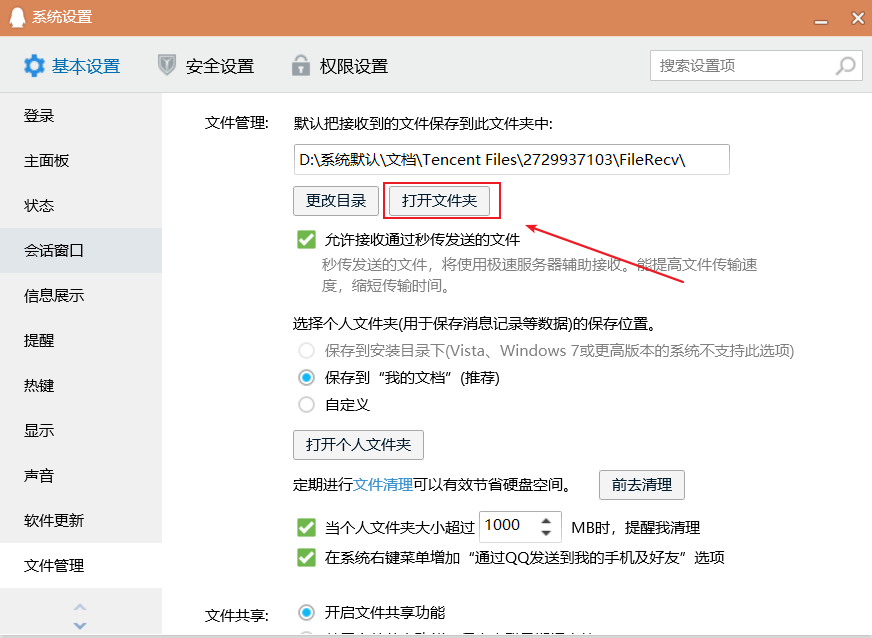 系统设置
基本设置 安全设置 权限设置 搜索设置项
登录
主面板
状态
会话窗口
信息展示
提醒
热键
显示
声音
软件更新
文件管理
文件管理: 默认把接收到的文件保存到此文件夹中:
D:\系统默认\文档\Tencent Files\2729937103\FileRecv\
更改目录 打开文件夹
允许接收通过秒传发送的文件
秒传发送的文件，将使用极速服务器辅助接收。能提高文件传输速
度，缩短传输时间。
选择个人文件夹(用于保存消息记录等数据)的保存位置。
保存到安装目录下(Vista、Windows 7或更高版本的系统不支持此选项)
保存到“我的文档”(推荐)
自定义
打开个人文件夹
定期进行文件清理可以有效节省硬盘空间。 前去清理
当个人文件夹大小超过 1000 MB时，提醒我清理
在系统右键菜单增加“通过QQ发送到我的手机及好友”选项
文件共享: 开启文件共享功能